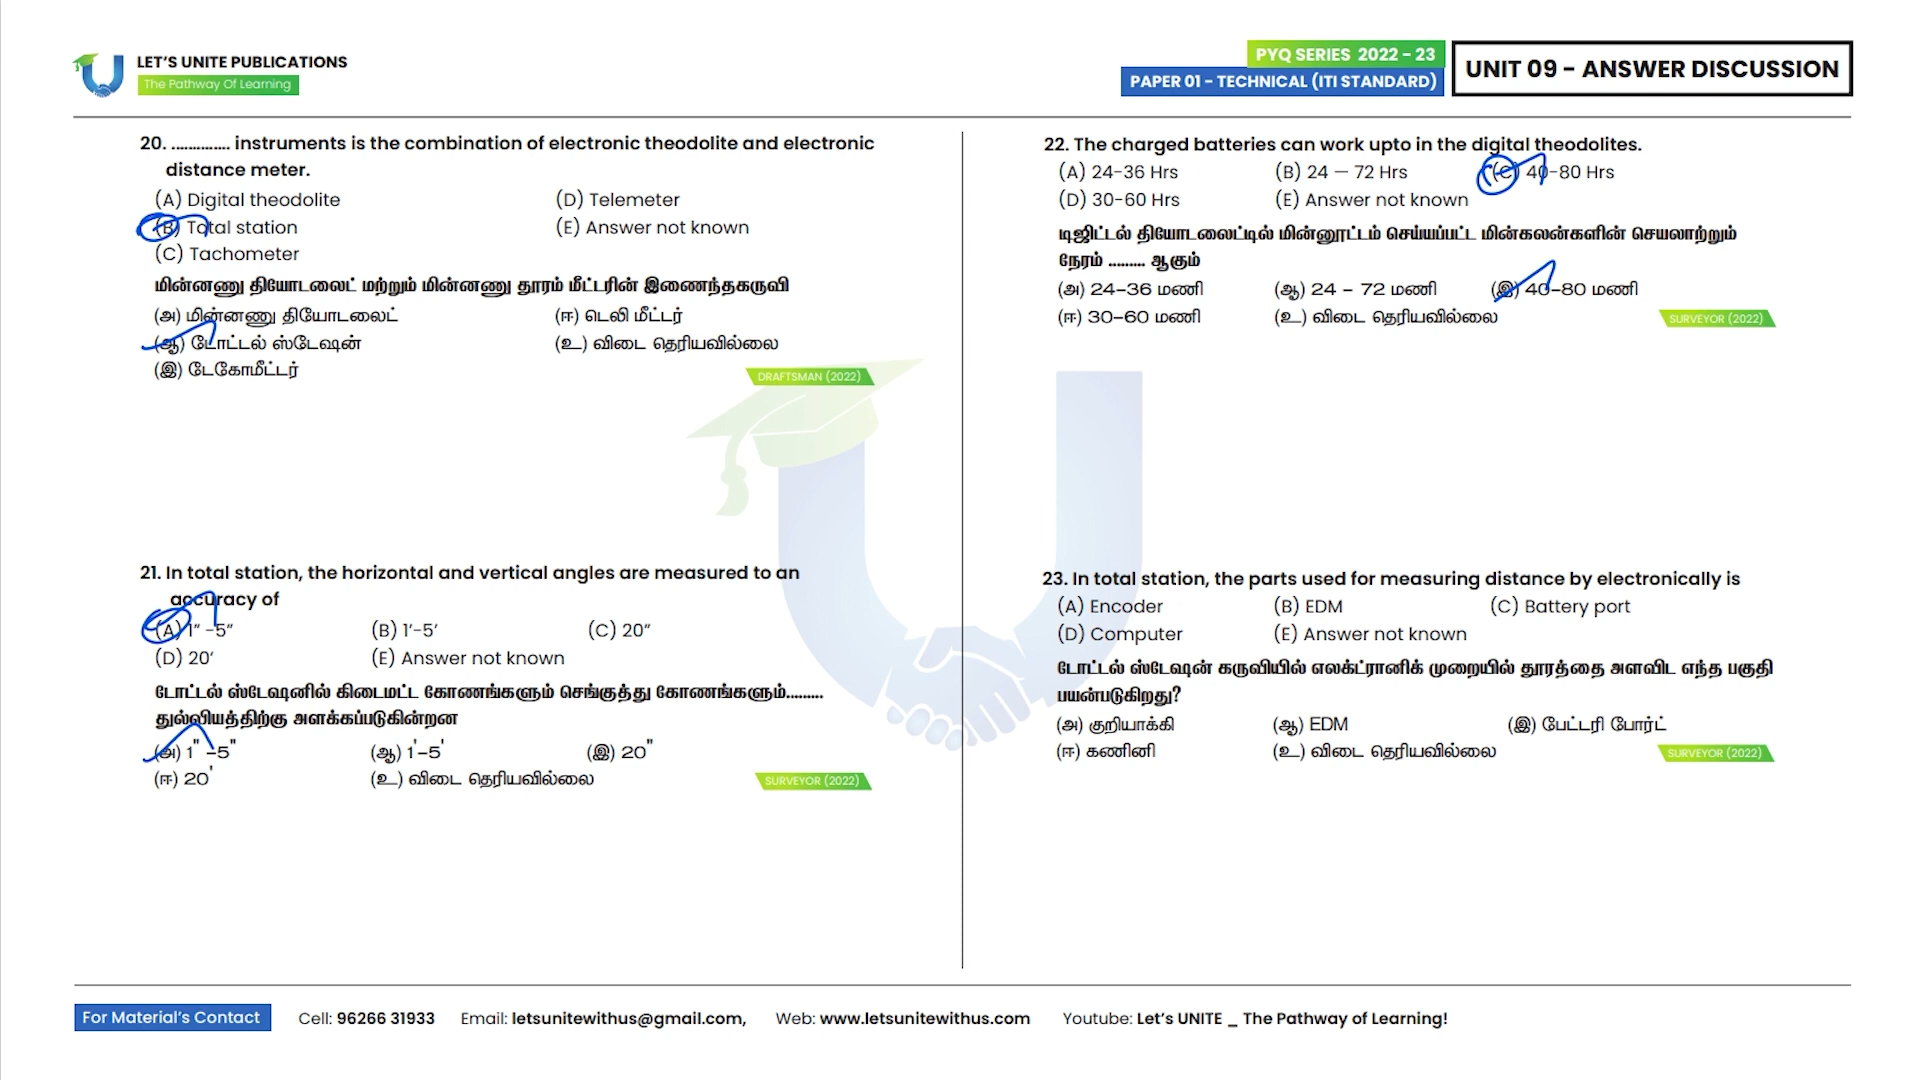 LET'S UNITE PUBLICATIONS
The Pathway Of Learning
PYQ SERIES 2022 - 23
PAPER 01 - TECHNICAL (ITI STANDARD)
UNIT 09 - ANSWER DISCUSSION
20. .............. instruments is the combination of electronic theodolite and electronic
distance meter.
(A) Digital theodolite (D) Telemeter
(B) Total station (E) Answer not known
(C) Tachometer
மின்னணு தியோடலைட் மற்றும் மின்னணு தூரம் மீட்டரின் இணைந்தகருவி
(அ) மின்னணு தியோடலைட் (ஈ) டெலி மீட்டர்
(ஆ) டோட்டல் ஸ்டேஷன் (உ) விடை தெரியவில்லை
(இ) டேகோமீட்டர்
DRAFTSMAN (2022)
21. In total station, the horizontal and vertical angles are measured to an
accuracy of
(A) 1" -5" (B) 1'-5' (C) 20"
(D) 20' (E) Answer not known
டோட்டல் ஸ்டேஷனில் கிடைமட்ட கோணங்களும் செங்குத்து கோணங்களும்.........
துல்லியத்திற்கு அளக்கப்படுகின்றன
(அ) 1" -5" (ஆ) 1'-5' (இ) 20"
(ஈ) 20' (உ) விடை தெரியவில்லை
SURVEYOR (2022)
22. The charged batteries can work upto in the digital theodolites.
(A) 24-36 Hrs (B) 24 – 72 Hrs (C) 40-80 Hrs
(D) 30-60 Hrs (E) Answer not known
டிஜிட்டல் தியோடலைட்டில் மின்னூட்டம் செய்யப்பட்ட மின்கலன்களின் செயலாற்றும்
நேரம் ......... ஆகும்
(அ) 24-36 மணி (ஆ) 24 - 72 மணி (இ) 40-80 மணி
(ஈ) 30-60 மணி (உ) விடை தெரியவில்லை
SURVEYOR (2022)
23. In total station, the parts used for measuring distance by electronically is
(A) Encoder (B) EDM (C) Battery port
(D) Computer (E) Answer not known
டோட்டல் ஸ்டேஷன் கருவியில் எலக்ட்ரானிக் முறையில் தூரத்தை அளவிட எந்த பகுதி
பயன்படுகிறது?
(அ) குறியாக்கி (ஆ) EDM (இ) பேட்டரி போர்ட்
(ஈ) கணினி (உ) விடை தெரியவில்லை
SURVEYOR (2022)
For Material's Contact Cell: 96266 31933 Email: letsunitewithus@gmail.com, Web: www.letsunitewithus.com Youtube: Let's UNITE _ The Pathway of Learning!